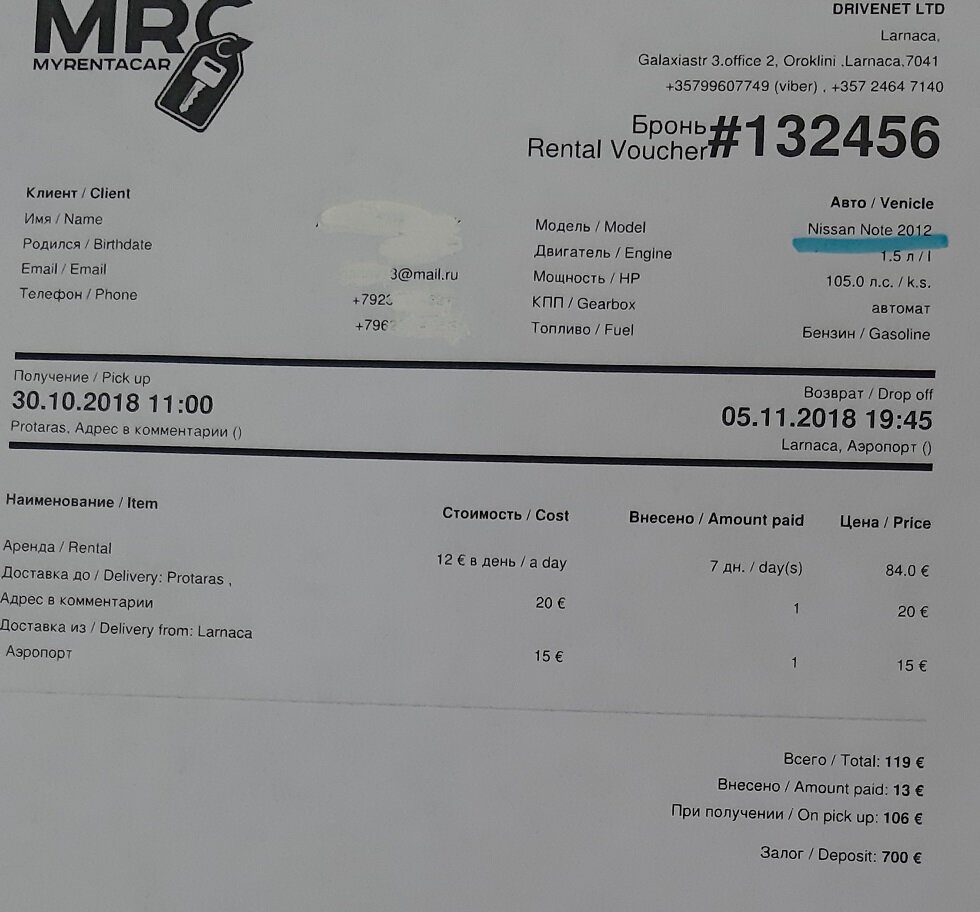 MRC
MYRENTACAR
DRIVENET LTD
Larnaca,
Galaxiastr 3.office 2, Oroklini .Larnaca,7041
+35799607749 (viber) , +357 2464 7140
Бронь
Rental Voucher #132456
Клиент / Client
Имя / Name
Родился / Birthdate
Email / Email 3@mail.ru
Телефон / Phone +792
+796
Авто / Venicle
Модель / Model Nissan Note 2012
Двигатель / Engine 1.5 л / l
Мощность / HP 105.0 л.с. / k.s.
КПП / Gearbox автомат
Топливо / Fuel Бензин / Gasoline
Получение / Pick up
30.10.2018 11:00
Protaras, Адрес в комментарии ()
Возврат / Drop off
05.11.2018 19:45
Larnaca, Аэропорт ()
Наименование / Item Стоимость / Cost Внесено / Amount paid Цена / Price
Аренда / Rental 12 € в день / a day 7 дн. / day(s) 84.0 €
Доставка до / Delivery: Protaras ,
Адрес в комментарии 20 € 1 20 €
Доставка из / Delivery from: Larnaca
Аэропорт 15 € 1 15 €
Всего / Total: 119 €
Внесено / Amount paid: 13 €
При получении / On pick up: 106 €
Залог / Deposit: 700 €